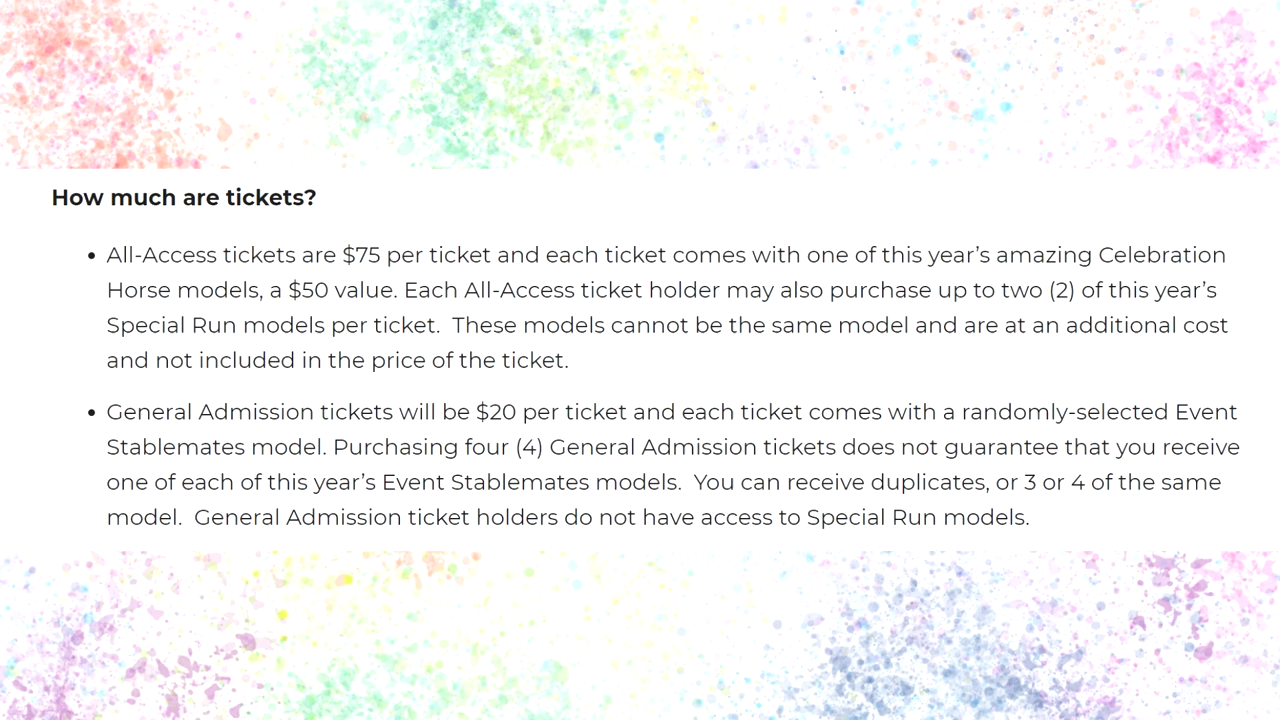 How much are tickets?
• All-Access tickets are $75 per ticket and each ticket comes with one of this year’s amazing Celebration
Horse models, a $50 value. Each All-Access ticket holder may also purchase up to two (2) of this year’s
Special Run models per ticket.  These models cannot be the same model and are at an additional cost
and not included in the price of the ticket.
• General Admission tickets will be $20 per ticket and each ticket comes with a randomly-selected Event
Stablemates model. Purchasing four (4) General Admission tickets does not guarantee that you receive
one of each of this year’s Event Stablemates models.  You can receive duplicates, or 3 or 4 of the same
model.  General Admission ticket holders do not have access to Special Run models.